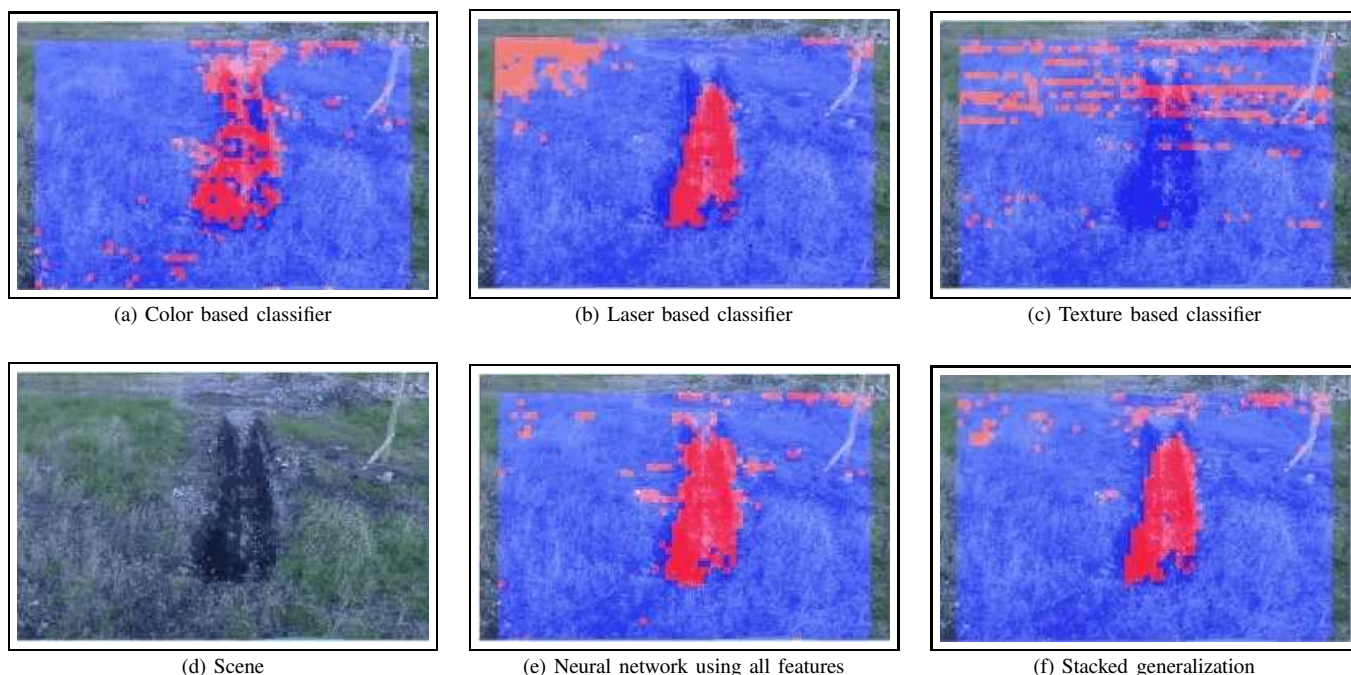 (a) Color based classifier
(b) Laser based classifier
(c) Texture based classifier
(d) Scene
(e) Neural network using all features
(f) Stacked generalization